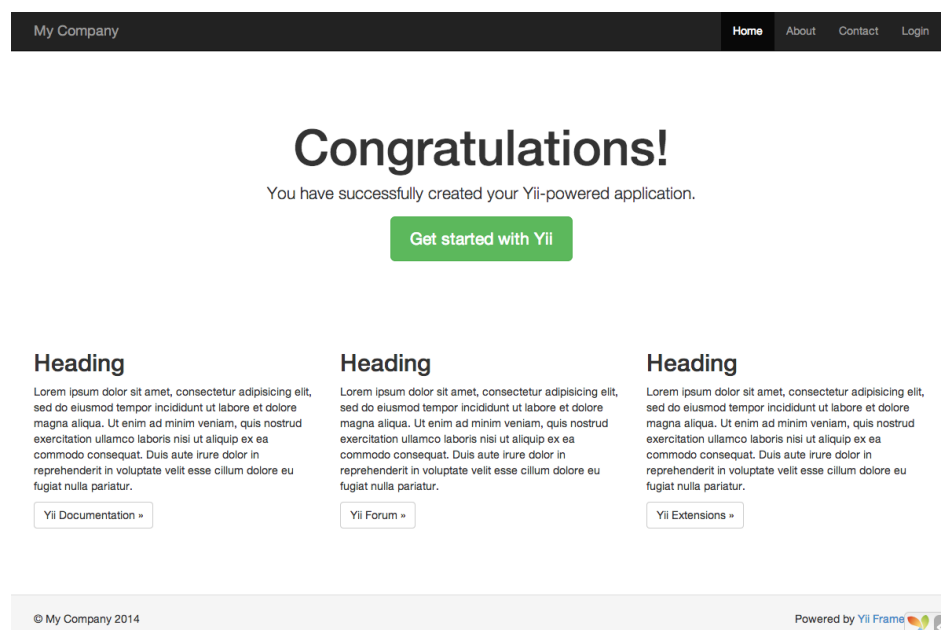 My Company
Home About Contact Login
Congratulations!
You have successfully created your Yii-powered application.
Get started with Yii
Heading
Lorem ipsum dolor sit amet, consectetur adipisicing elit,
sed do eiusmod tempor incididunt ut labore et dolore
magna aliqua. Ut enim ad minim veniam, quis nostrud
exercitation ullamco laboris nisi ut aliquip ex ea
commodo consequat. Duis aute irure dolor in
reprehenderit in voluptate velit esse cillum dolore eu
fugiat nulla pariatur.
Yii Documentation »
Heading
Lorem ipsum dolor sit amet, consectetur adipisicing elit,
sed do eiusmod tempor incididunt ut labore et dolore
magna aliqua. Ut enim ad minim veniam, quis nostrud
exercitation ullamco laboris nisi ut aliquip ex ea
commodo consequat. Duis aute irure dolor in
reprehenderit in voluptate velit esse cillum dolore eu
fugiat nulla pariatur.
Yii Forum »
Heading
Lorem ipsum dolor sit amet, consectetur adipisicing elit,
sed do eiusmod tempor incididunt ut labore et dolore
magna aliqua. Ut enim ad minim veniam, quis nostrud
exercitation ullamco laboris nisi ut aliquip ex ea
commodo consequat. Duis aute irure dolor in
reprehenderit in voluptate velit esse cillum dolore eu
fugiat nulla pariatur.
Yii Extensions »
© My Company 2014
Powered by Yii Frame